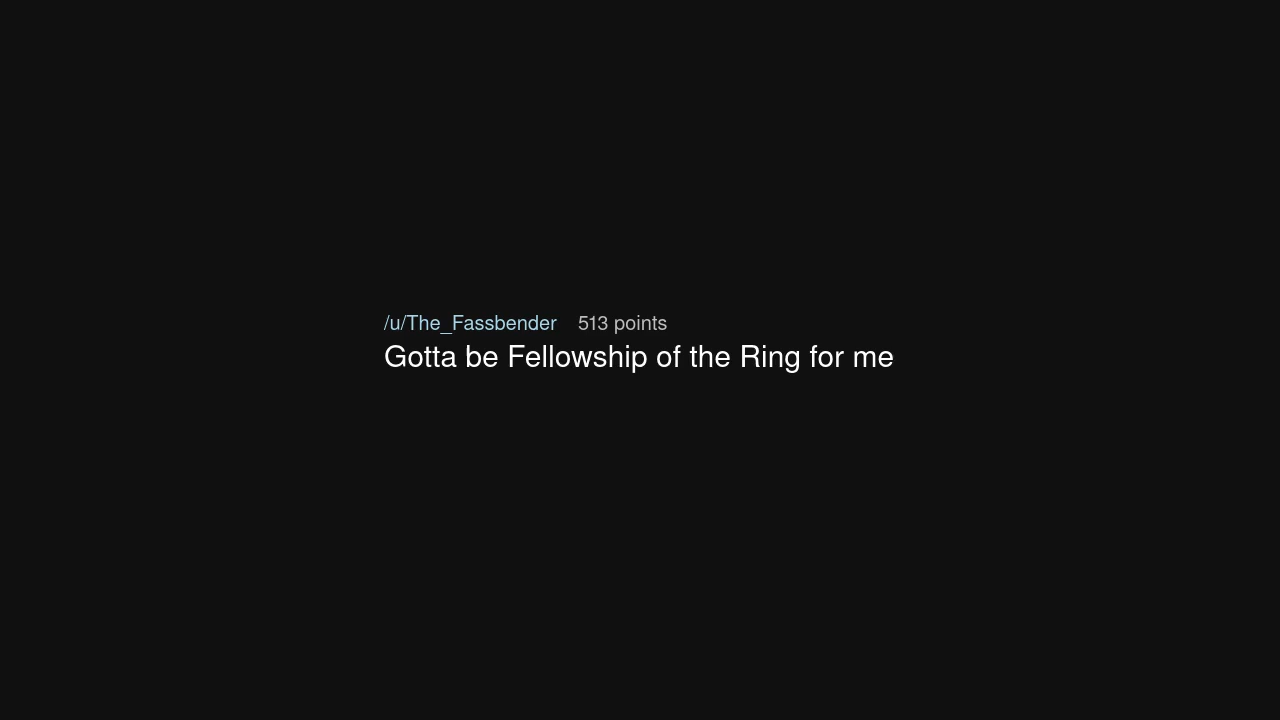 /u/The_Fassbender 513 points
Gotta be Fellowship of the Ring for me